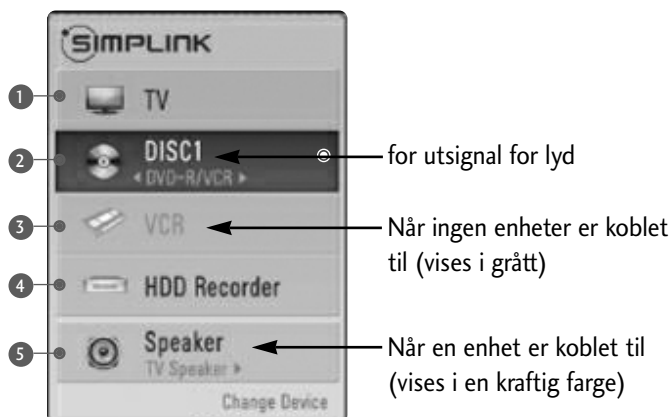 SIMPLINK
1 TV
2 DISC1
◄ DVD-R/VCR ►
for utsignal for lyd
3 VCR
Når ingen enheter er koblet
til (vises i grått)
4 HDD Recorder
5 Speaker
TV Speaker ►
Når en enhet er koblet til
(vises i en kraftig farge)
Change Device